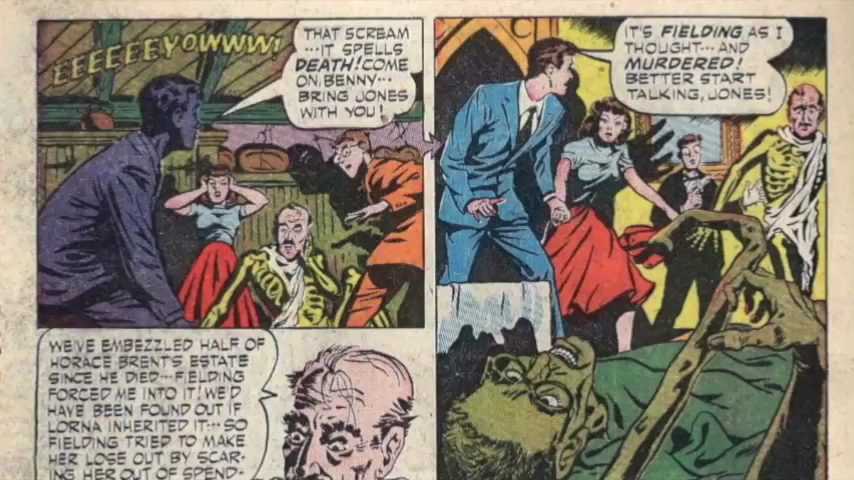 EEEEEEYOWWW!
THAT SCREAM
...IT SPELLS
DEATH! COME
ON, BENNY...
BRING JONES
WITH YOU!
IT'S FIELDING AS I
THOUGHT... AND
MURDERED!
BETTER START
TALKING, JONES!
WE'VE EMBEZZLED HALF OF
HORACE BRENT'S ESTATE
SINCE HE DIED... FIELDING
FORCED ME INTO IT! WE'D
HAVE BEEN FOUND OUT IF
LORNA INHERITED IT... SO
FIELDING TRIED TO MAKE
HER LOSE OUT BY SCAR-
ING HER OUT OF SPEND-